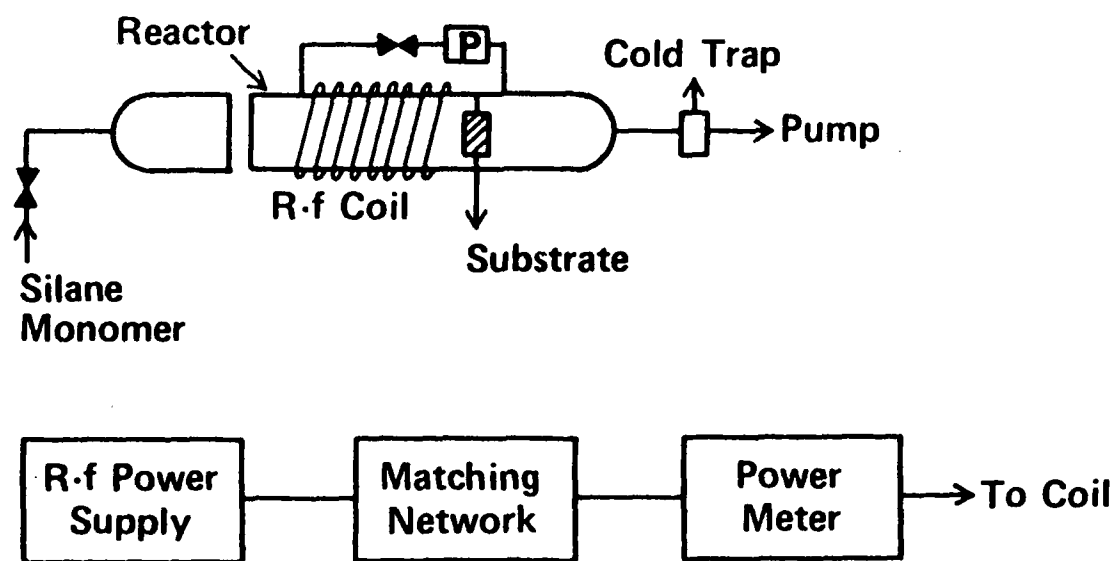 Reactor
P
Cold Trap
Pump
R·f Coil
Substrate
Silane
Monomer
R·f Power
Supply
Matching
Network
Power
Meter
To Coil